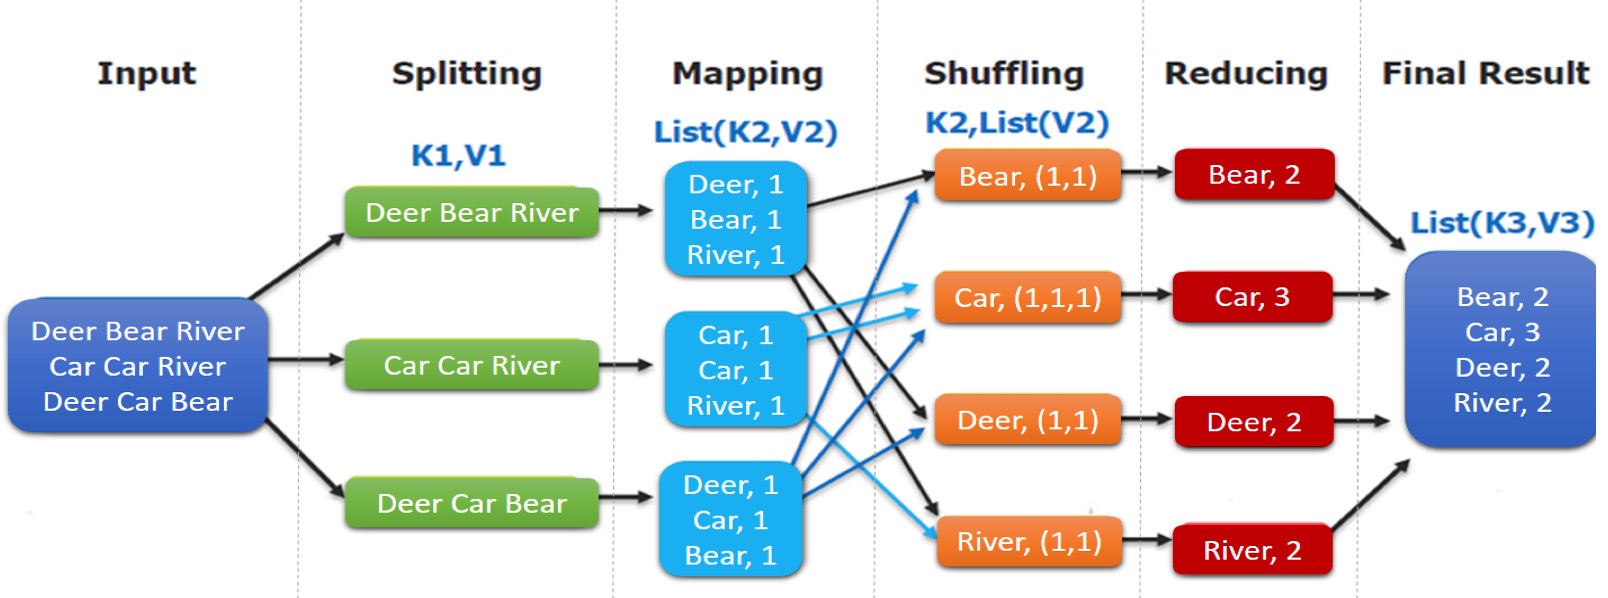 Input
Splitting
Mapping
Shuffling
Reducing
Final Result
K1,V1
List(K2,V2)
K2,List(V2)
List(K3,V3)
Deer Bear River
Car Car River
Deer Car Bear
Deer Bear River
Car Car River
Deer Car Bear
Deer, 1
Bear, 1
River, 1
Car, 1
Car, 1
River, 1
Deer, 1
Car, 1
Bear, 1
Bear, (1,1)
Car, (1,1,1)
Deer, (1,1)
River, (1,1)
Bear, 2
Car, 3
Deer, 2
River, 2
Bear, 2
Car, 3
Deer, 2
River, 2